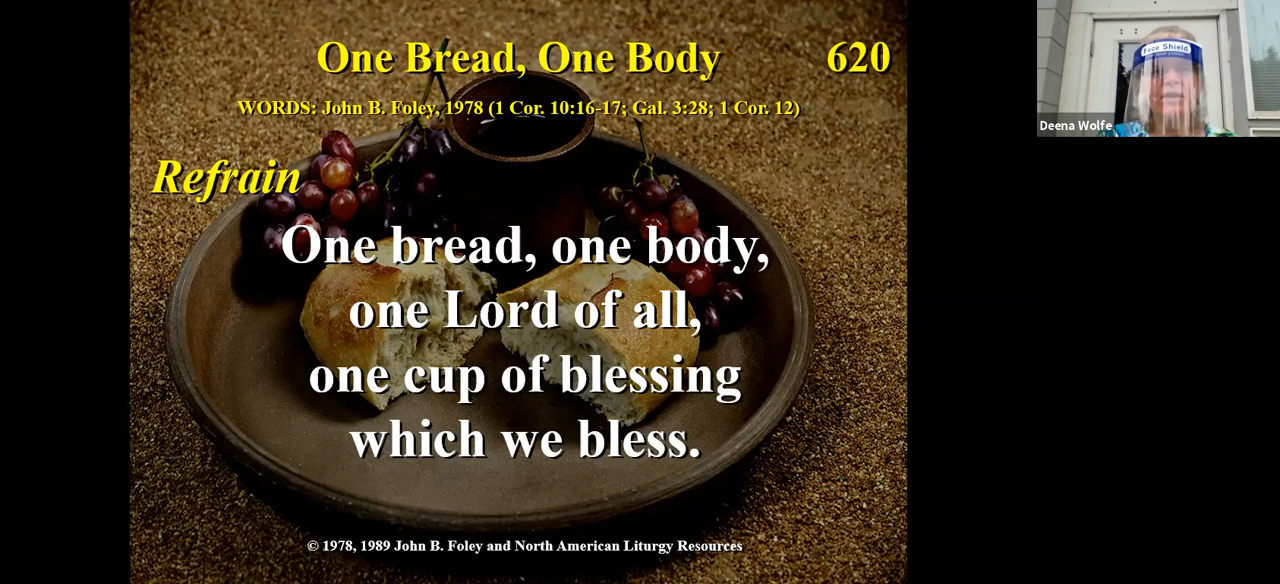 One Bread, One Body 620
WORDS: John B. Foley, 1978 (1 Cor. 10:16-17; Gal. 3:28; 1 Cor. 12)
Refrain
One bread, one body,
one Lord of all,
one cup of blessing
which we bless.
© 1978, 1989 John B. Foley and North American Liturgy Resources
Face Shield
Deena Wolfe